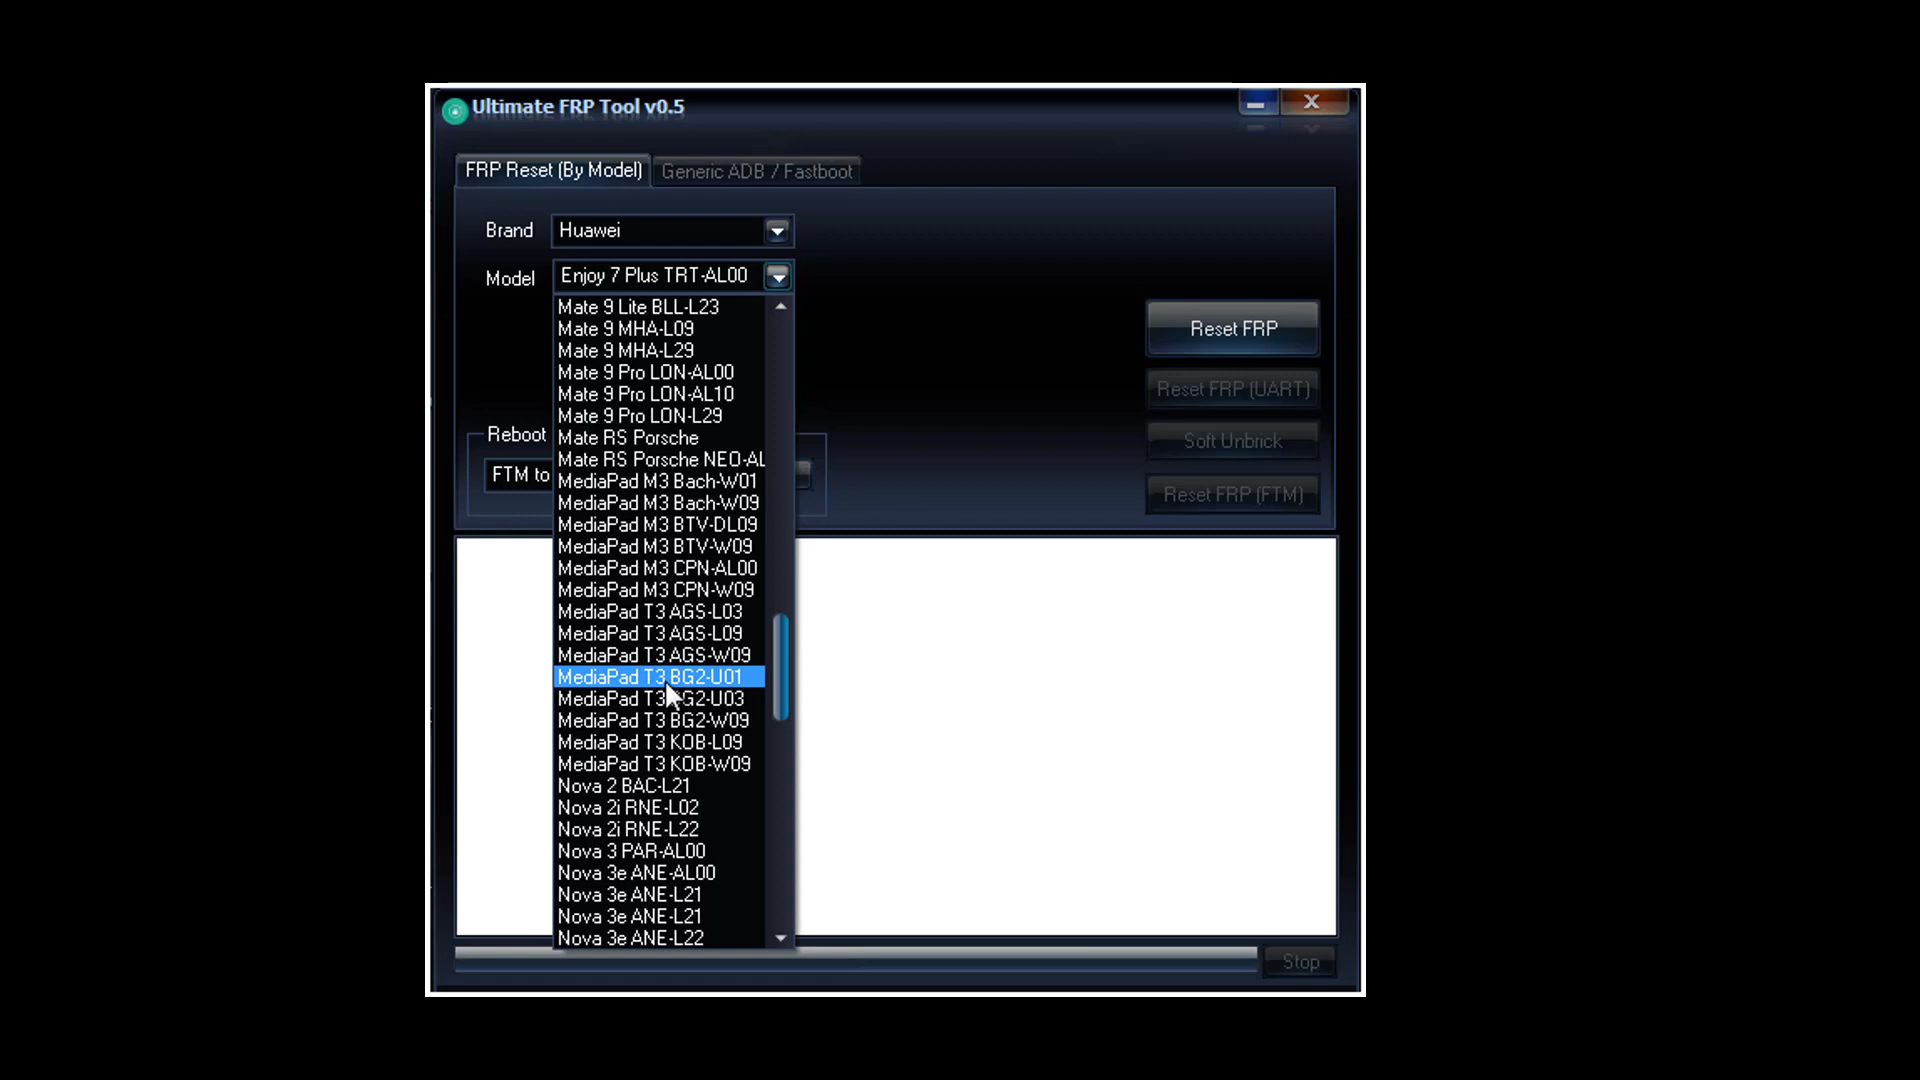 Ultimate FRP Tool v0.5
FRP Reset (By Model)
Generic ADB / Fastboot
Brand
Huawei
Model
Enjoy 7 Plus TRT-AL00
Mate 9 Lite BLL-L23
Mate 9 MHA-L09
Mate 9 MHA-L29
Mate 9 Pro LON-AL00
Mate 9 Pro LON-AL10
Mate 9 Pro LON-L29
Mate RS Porsche
Mate RS Porsche NEO-AL
MediaPad M3 Bach-W01
MediaPad M3 Bach-W09
MediaPad M3 BTV-DL09
MediaPad M3 BTV-W09
MediaPad M3 CPN-AL00
MediaPad M3 CPN-W09
MediaPad T3 AGS-L03
MediaPad T3 AGS-L09
MediaPad T3 AGS-W09
MediaPad T3 BG2-U01
MediaPad T3 BG2-U03
MediaPad T3 BG2-W09
MediaPad T3 KOB-L09
MediaPad T3 KOB-W09
Nova 2 BAC-L21
Nova 2i RNE-L02
Nova 2i RNE-L22
Nova 3 PAR-AL00
Nova 3e ANE-AL00
Nova 3e ANE-L21
Nova 3e ANE-L21
Nova 3e ANE-L22
Reboot
FTM to
Reset FRP
Reset FRP (UART)
Soft Unbrick
Reset FRP (FTM)
Stop